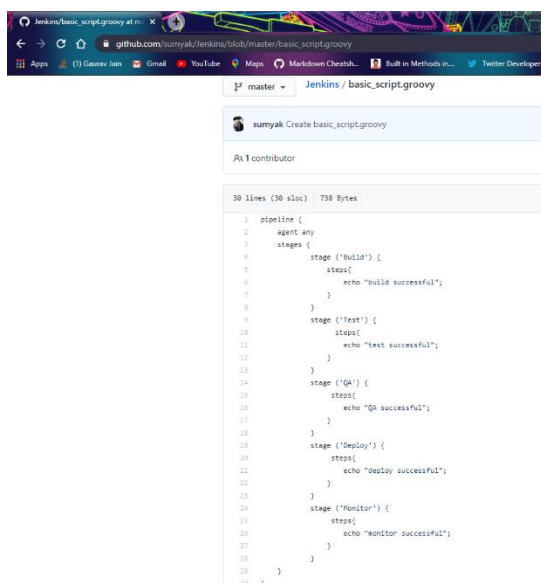 Jenkins/basic_script.groovy at m
github.com/sumyak/Jenkins/blob/master/basic_script.groovy
Apps (1) Gaurav Jain Gmail YouTube Maps Markdown Cheatsh... Built in Methods in... Twitter Developer
master Jenkins / basic_script.groovy
sumyak Create basic_script.groovy
1 contributor
30 lines (30 sloc) 738 Bytes
1 pipeline {
2 agent any
3 stages {
4 stage ('Build') {
5 steps{
6 echo "build successful";
7 }
8 }
9 stage ('Test') {
10 steps{
11 echo "test successful";
12 }
13 }
14 stage ('QA') {
15 steps{
16 echo "QA successful";
17 }
18 }
19 stage ('Deploy') {
20 steps{
21 echo "deploy successful";
22 }
23 }
24 stage ('Monitor') {
25 steps{
26 echo "monitor successful";
27 }
28 }
29 }